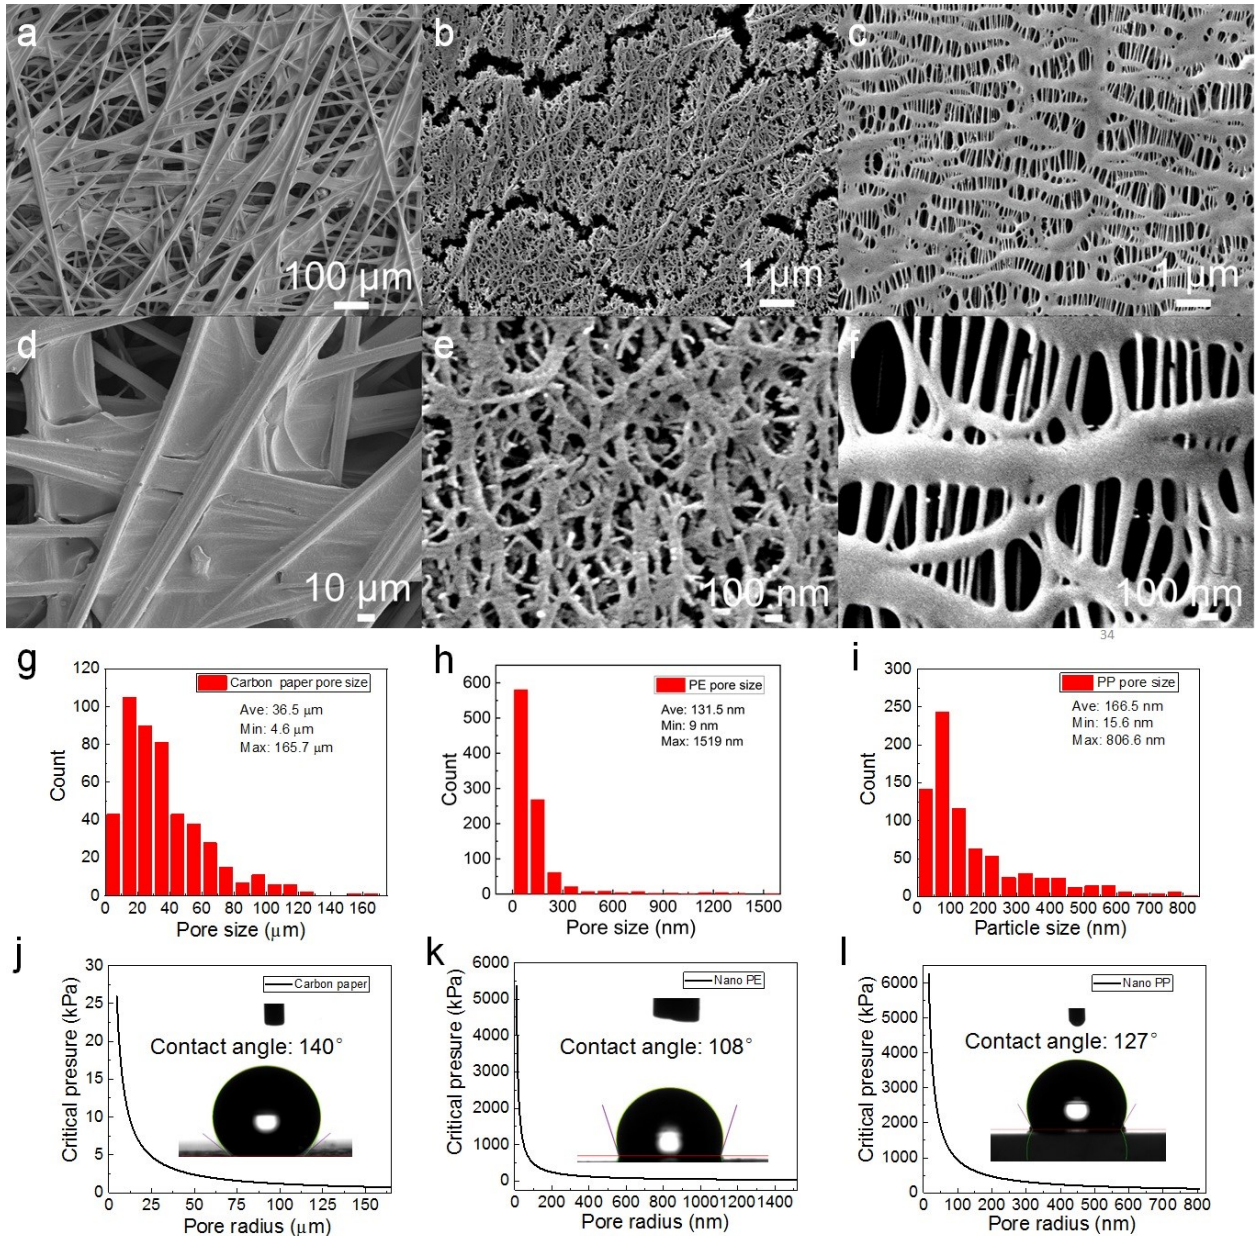 a
b
c
100 µm
1 µm
1 µm
d
e
f
10 µm
100 nm
100 nm
34
g
h
i
Carbon paper pore size
Ave: 36.5 µm
Min: 4.6 µm
Max: 165.7 µm
Count
120
100
80
60
40
20
0
0 20 40 60 80 100 120 140 160
Pore size (µm)
PE pore size
Ave: 131.5 nm
Min: 9 nm
Max: 1519 nm
Count
600
500
400
300
200
100
0
0 300 600 900 1200 1500
Pore size (nm)
PP pore size
Ave: 166.5 nm
Min: 15.6 nm
Max: 806.6 nm
Count
300
250
200
150
100
50
0
0 100 200 300 400 500 600 700 800
Particle size (nm)
j
k
l
Carbon paper
Contact angle: 140°
Critical presure (kPa)
30
25
20
15
10
5
0
0 25 50 75 100 125 150
Pore radius (µm)
Nano PE
Contact angle: 108°
Critical presure (kPa)
6000
5000
4000
3000
2000
1000
0
0 200 400 600 800 1000 1200 1400
Pore radius (nm)
Nano PP
Contact angle: 127°
Critical presure (kPa)
6000
5000
4000
3000
2000
1000
0
0 100 200 300 400 500 600 700 800
Pore radius (nm)